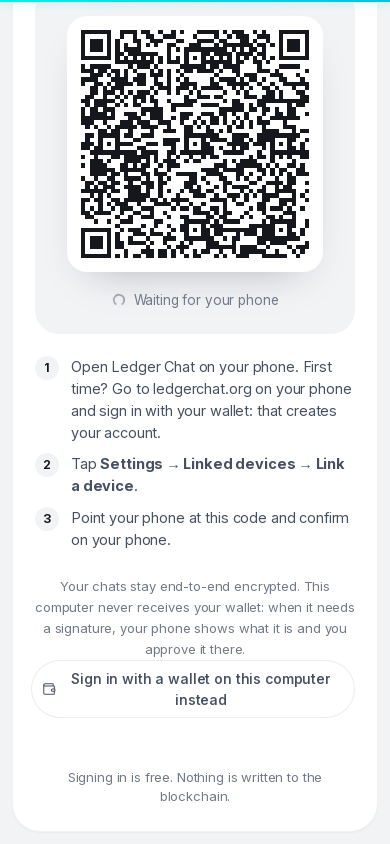 Waiting for your phone
1
Open Ledger Chat on your phone. First
time? Go to ledgerchat.org on your phone
and sign in with your wallet: that creates
your account.
2
Tap Settings → Linked devices → Link
a device.
3
Point your phone at this code and confirm
on your phone.
Your chats stay end-to-end encrypted. This
computer never receives your wallet: when it needs
a signature, your phone shows what it is and you
approve it there.
Sign in with a wallet on this computer
instead
Signing in is free. Nothing is written to the
blockchain.